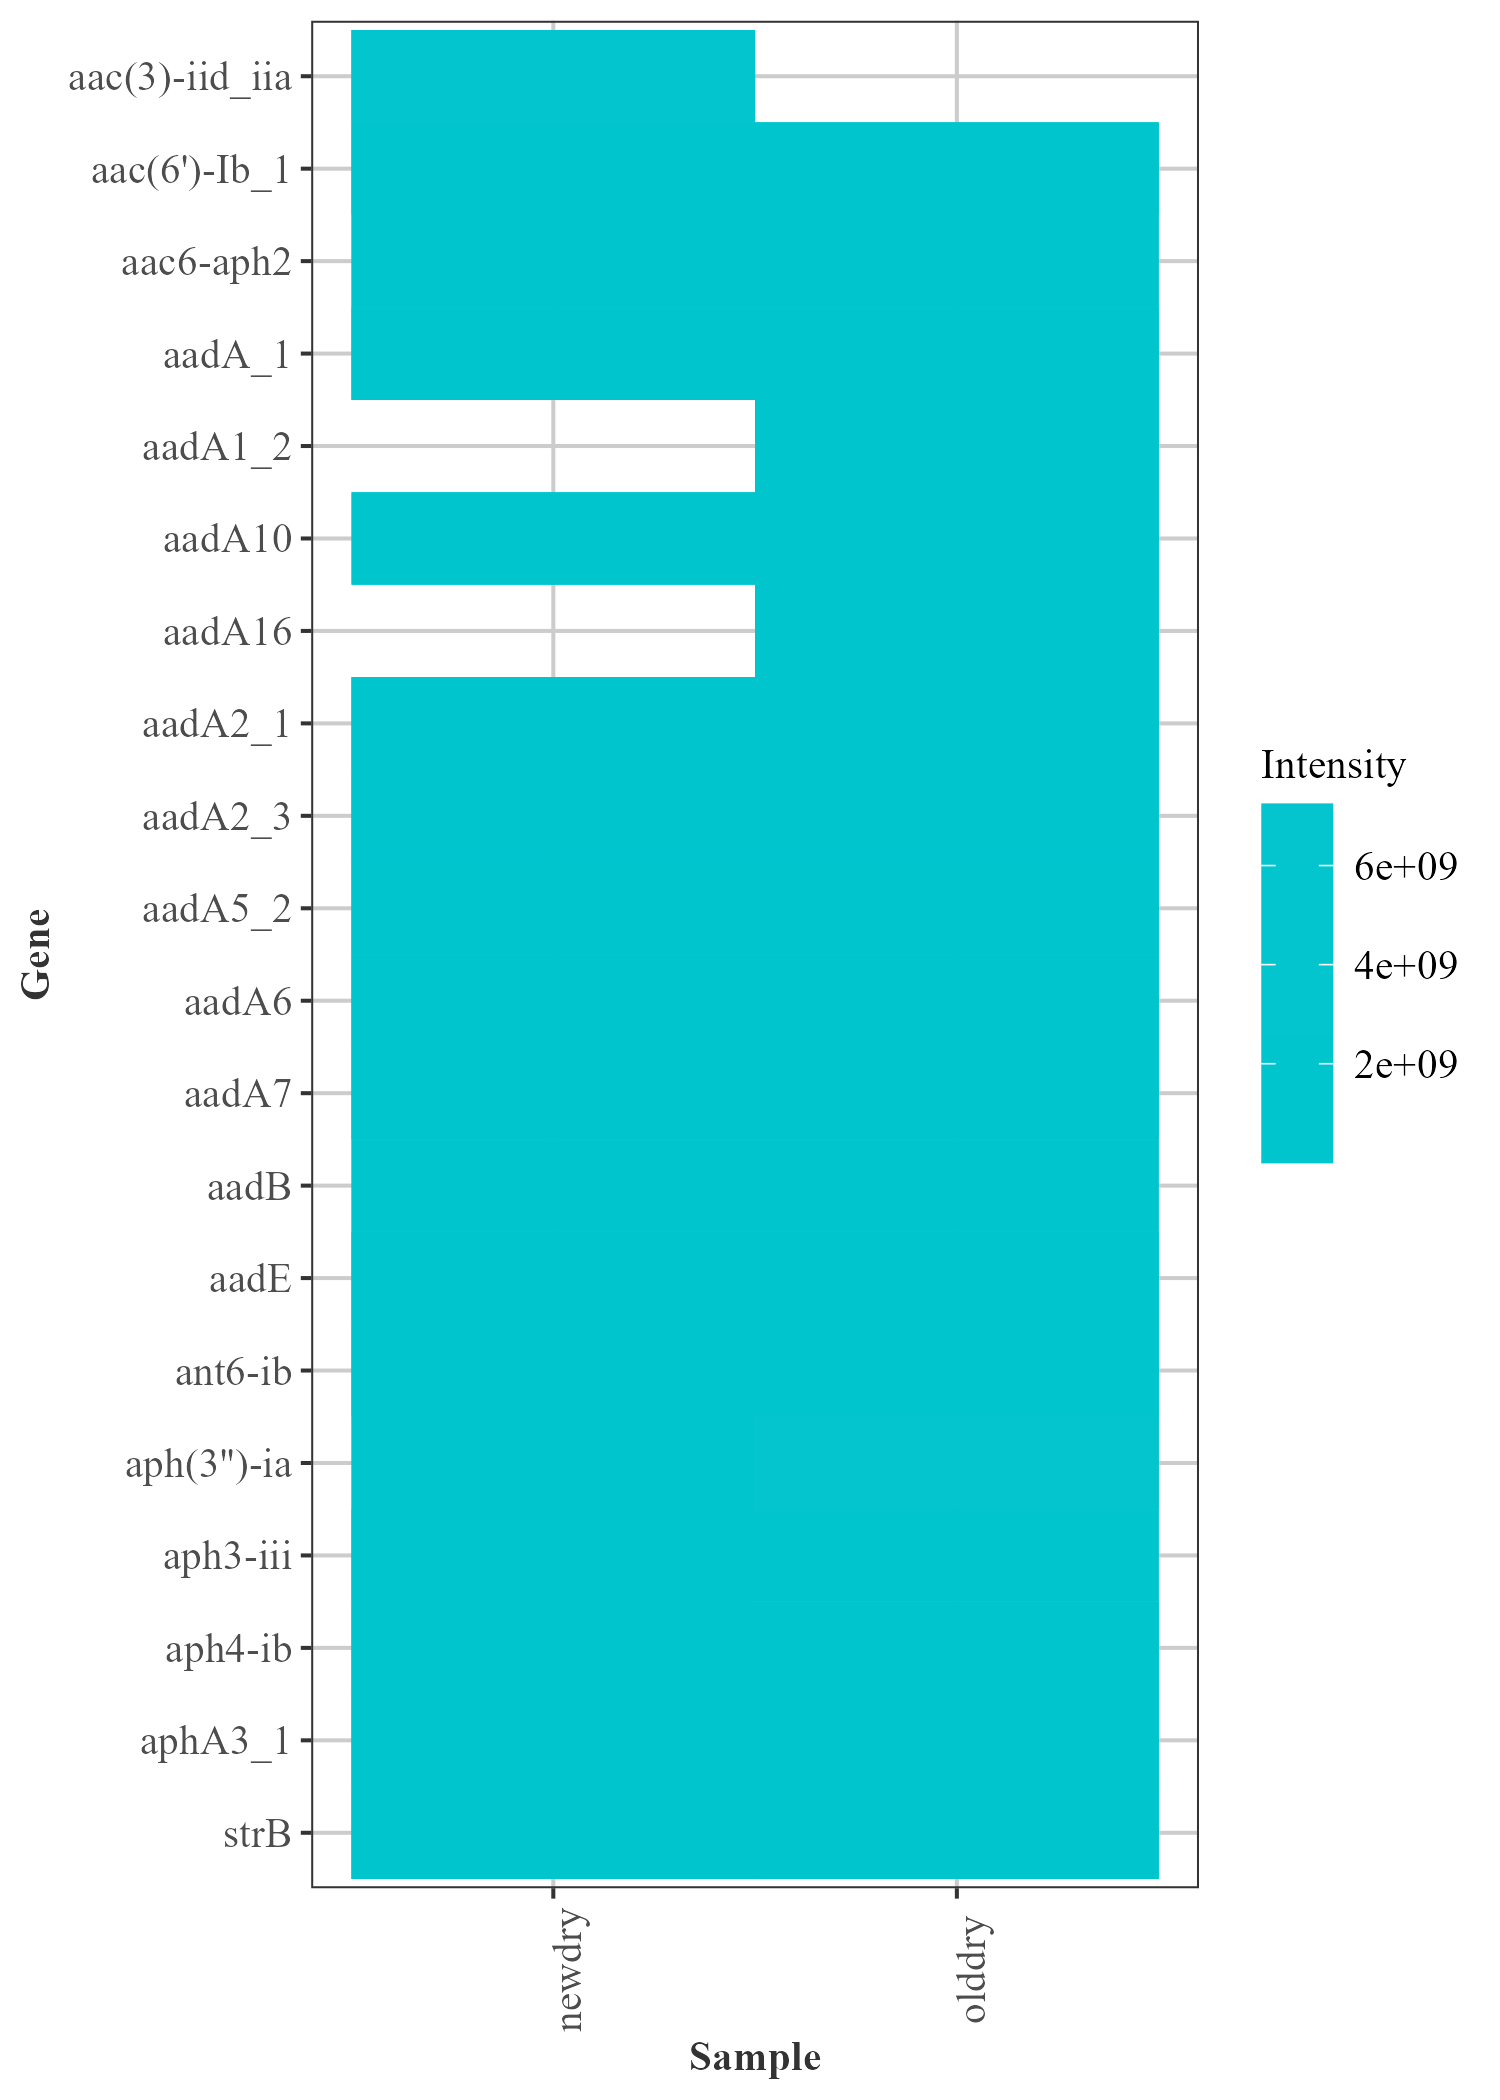 aac(3)-iid_iia
aac(6')-Ib_1
aac6-aph2
aadA_1
aadA1_2
aadA10
aadA16
aadA2_1
aadA2_3
aadA5_2
aadA6
aadA7
aadB
aadE
ant6-ib
aph(3'')-ia
aph3-iii
aph4-ib
aphA3_1
strB
Gene
newdry
olddry
Sample
Intensity
6e+09
4e+09
2e+09